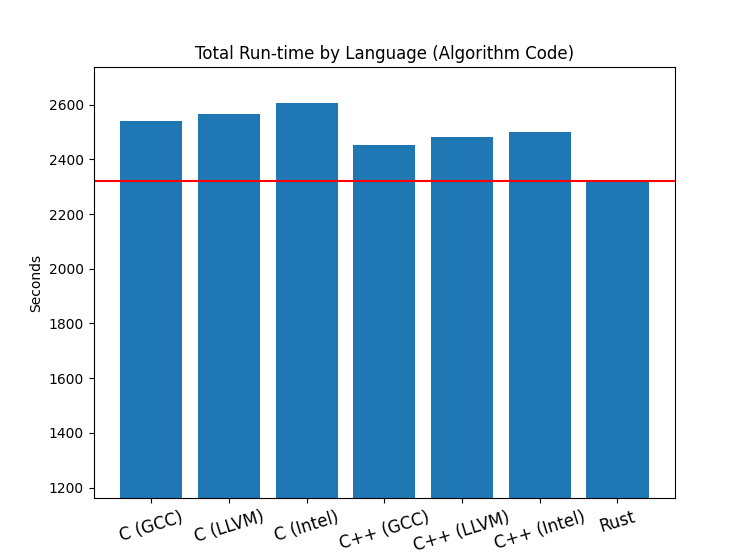 Total Run-time by Language (Algorithm Code)
2600
2400
2200
2000
1800
1600
1400
1200
Seconds
C (GCC)
C (LLVM)
C (Intel)
C++ (GCC)
C++ (LLVM)
C++ (Intel)
Rust